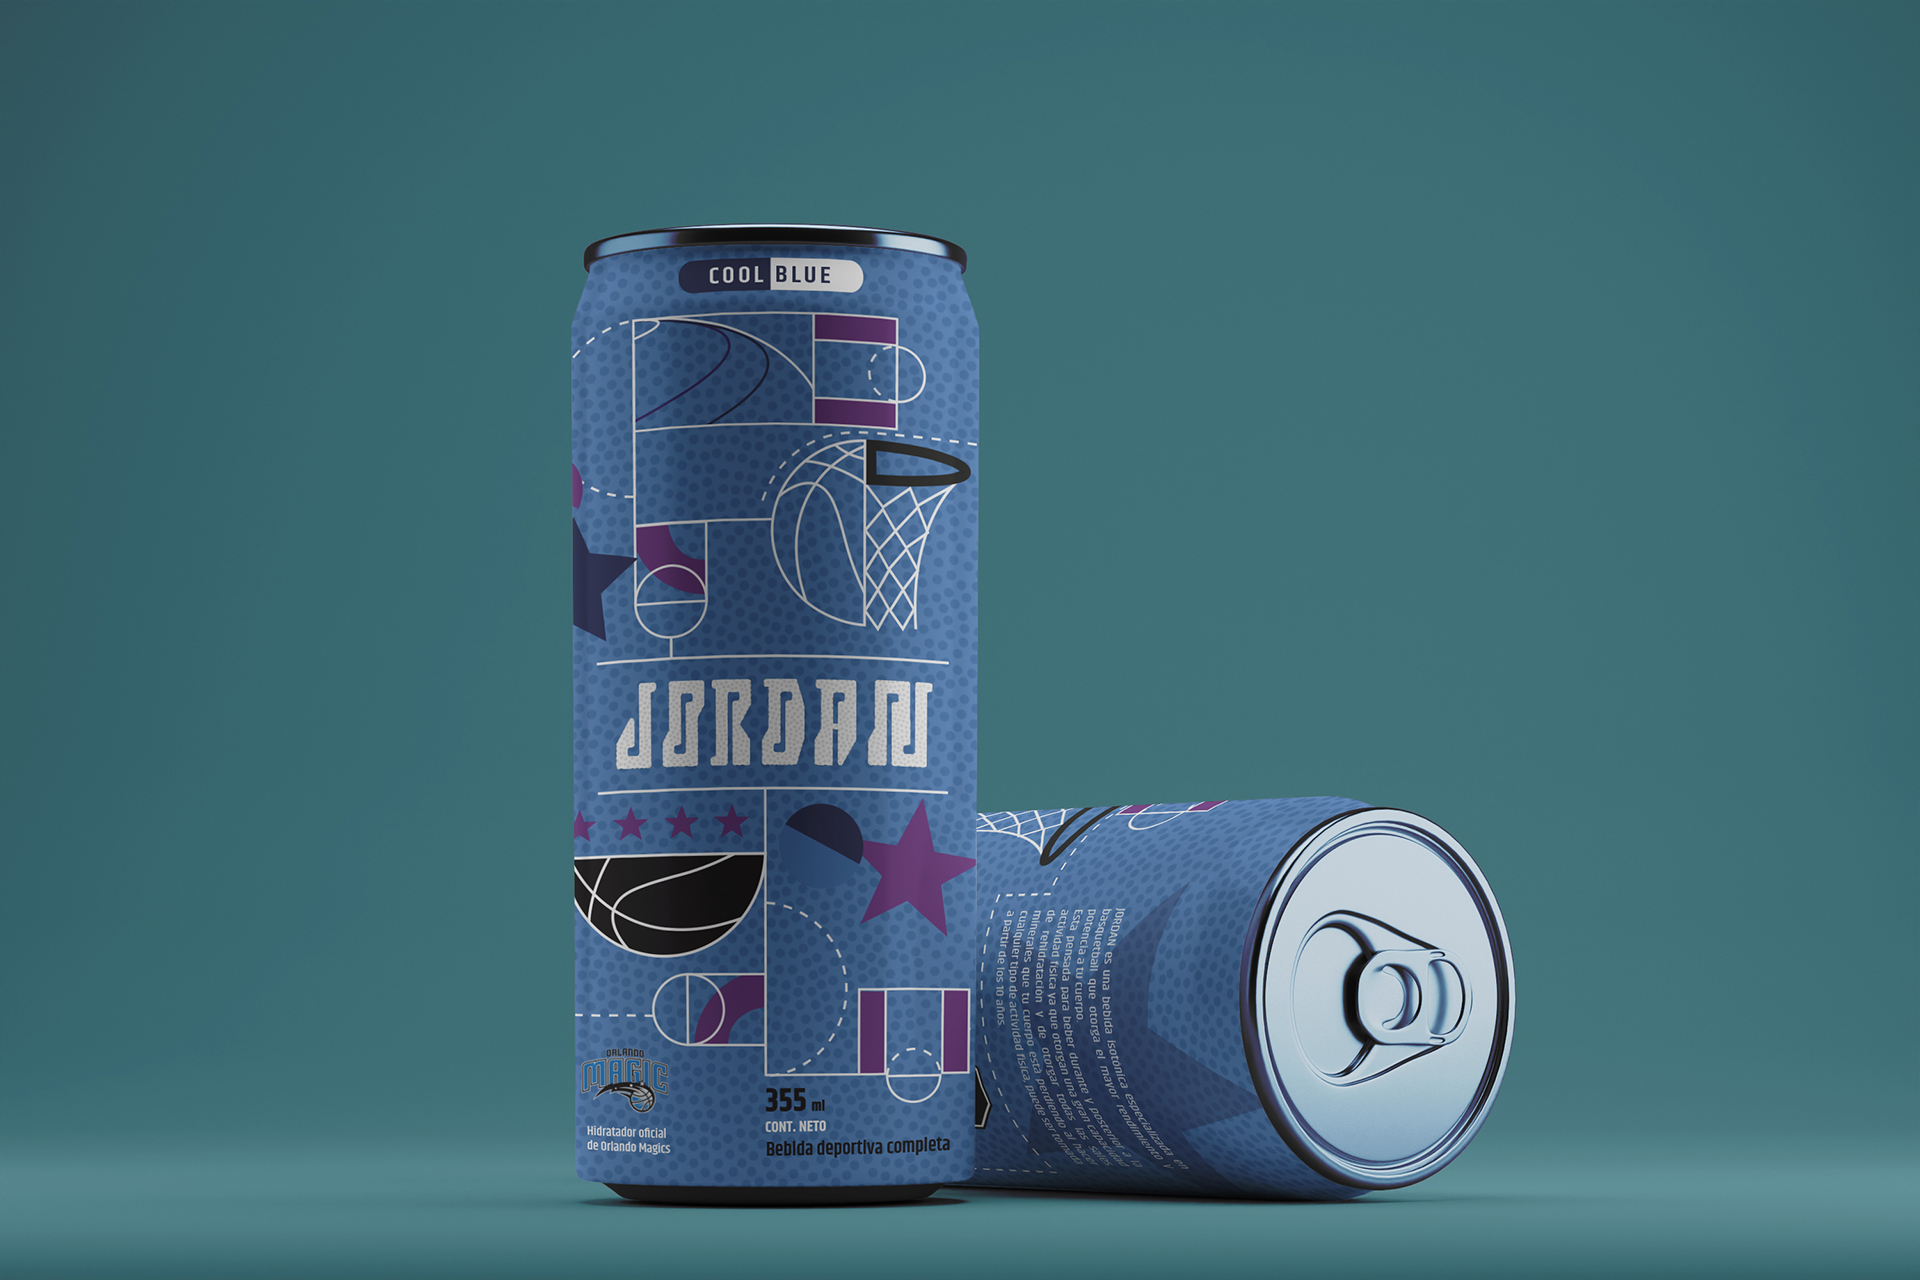 COOL BLUE
JORDAN
ORLANDO
MAGIC
Hidratador oficial
de Orlando Magics
355 ml
CONT. NETO
Bebida deportiva completa
JORDAN es una bebida isotónica especializada en
basquetball que otorga el mayor rendimiento y
potencia a tu cuerpo.
Esta pensada para beber durante y posterior a la
actividad física ya que otorgan una gran capacidad
de rehidratación y de otorgar todas las sales
minerales que tu cuerpo está perdiendo al hacer
cualquier tipo de actividad física, puede ser tomada
a partir de los 10 años.